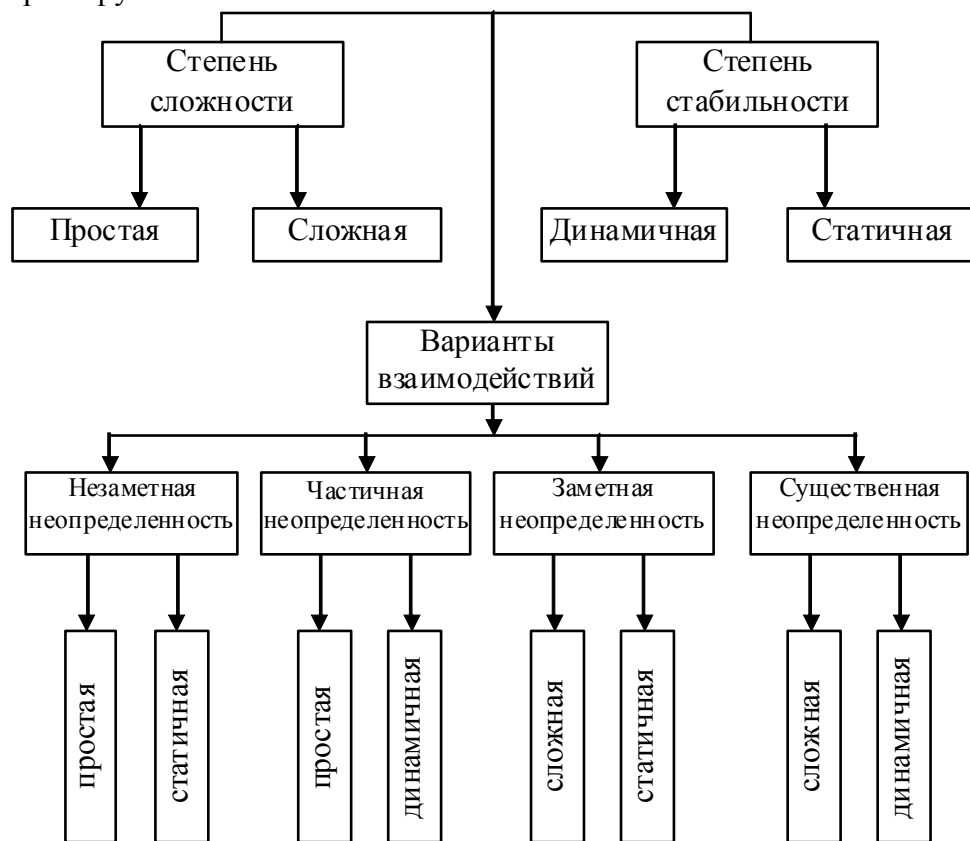 Степень
сложности
Степень
стабильности
Простая
Сложная
Динамичная
Статичная
Варианты
взаимодействий
Незаметная
неопределенность
Частичная
неопределенность
Заметная
неопределенность
Существенная
неопределенность
простая
статичная
простая
динамичная
сложная
статичная
сложная
динамичная